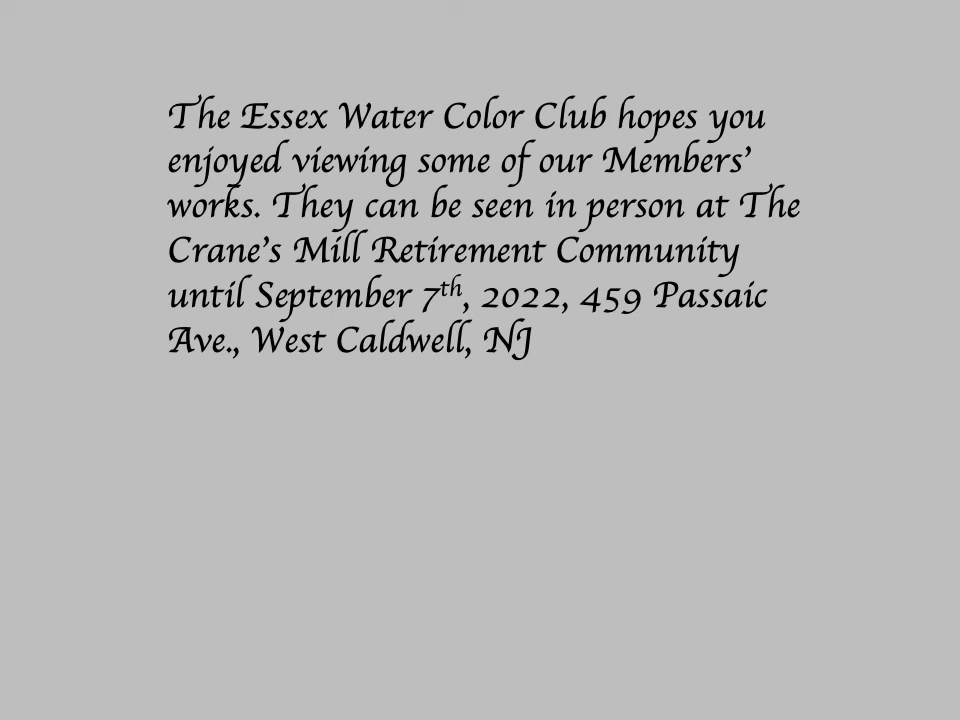 The Essex Water Color Club hopes you
enjoyed viewing some of our Members’
works. They can be seen in person at The
Crane’s Mill Retirement Community
until September 7th, 2022, 459 Passaic
Ave., West Caldwell, NJ